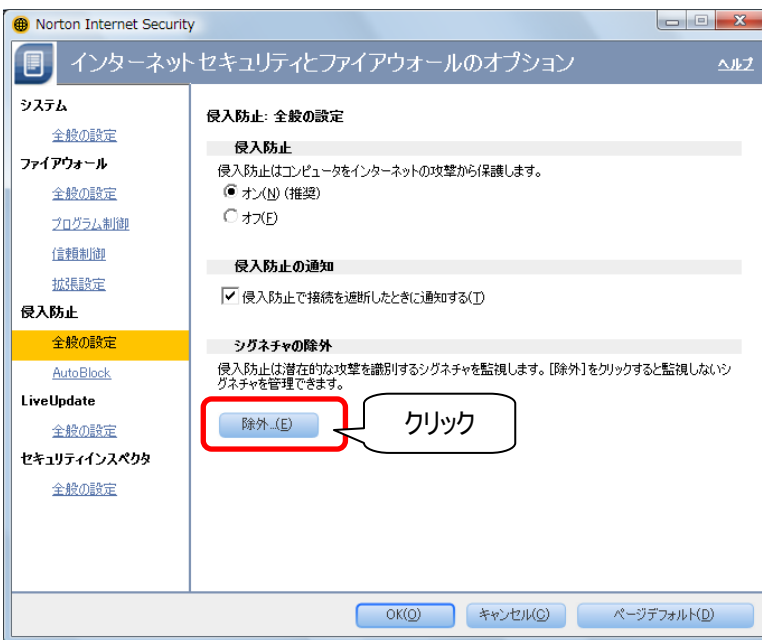 Norton Internet Security
インターネットセキュリティとファイアウォールのオプション
ヘルプ
システム
全般の設定
ファイアウォール
全般の設定
プログラム制御
信頼制御
拡張設定
侵入防止
全般の設定
AutoBlock
LiveUpdate
全般の設定
セキュリティインスペクタ
全般の設定
侵入防止: 全般の設定
侵入防止
侵入防止はコンピュータをインターネットの攻撃から保護します。
オン(N) (推奨)
オフ(F)
侵入防止の通知
侵入防止で接続を遮断したときに通知する(T)
シグネチャの除外
侵入防止は潜在的な攻撃を識別するシグネチャを監視します。[除外]をクリックすると監視しないシ
グネチャを管理できます。
除外...(E)
クリック
OK(O)
キャンセル(C)
ページデフォルト(D)